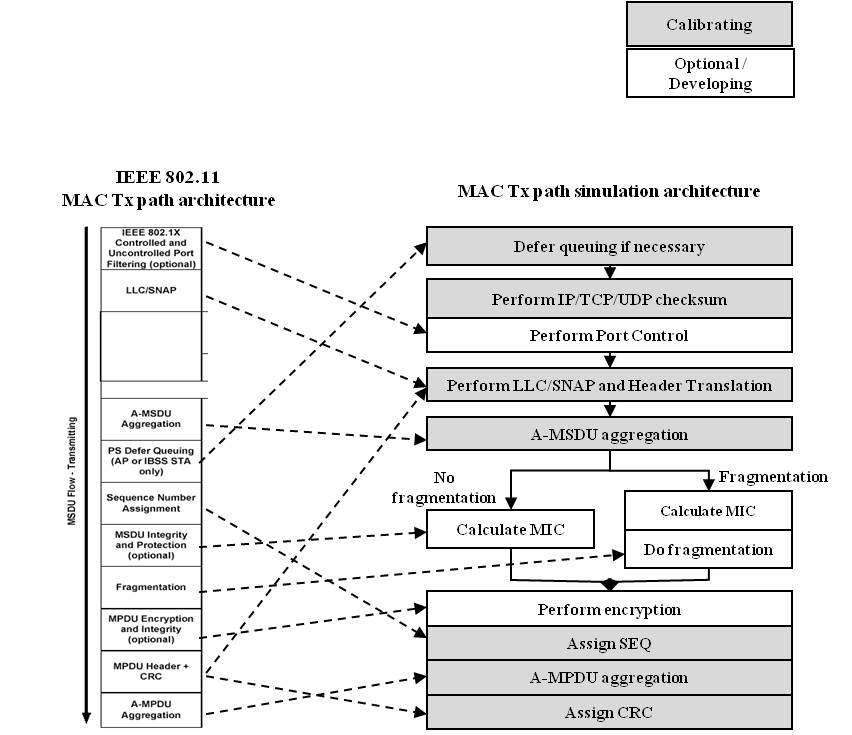 Calibrating
Optional /
Developing
IEEE 802.11
MAC Tx path architecture
MAC Tx path simulation architecture
MSDU Flow - Transmitting
IEEE 802.1X
Controlled and
Uncontrolled Port
Filtering (optional)
LLC/SNAP
A-MSDU
Aggregation
PS Defer Queuing
(AP or IBSS STA
only)
Sequence Number
Assignment
MSDU Integrity
and Protection
(optional)
Fragmentation
MPDU Encryption
and Integrity
(optional)
MPDU Header +
CRC
A-MPDU
Aggregation
Defer queuing if necessary
Perform IP/TCP/UDP checksum
Perform Port Control
Perform LLC/SNAP and Header Translation
A-MSDU aggregation
No
fragmentation
Fragmentation
Calculate MIC
Calculate MIC
Do fragmentation
Perform encryption
Assign SEQ
A-MPDU aggregation
Assign CRC